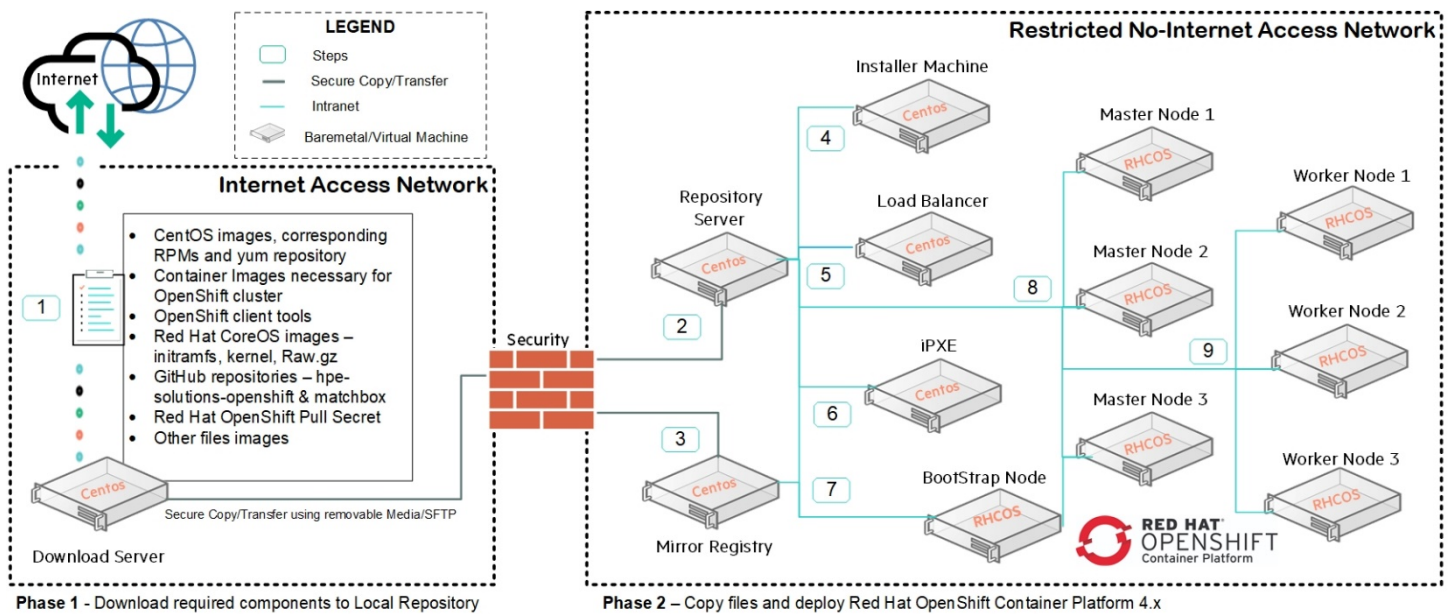 Internet
LEGEND
Steps
Secure Copy/Transfer
Intranet
Baremetal/Virtual Machine
Internet Access Network
1
• CentOS images, corresponding
RPMs and yum repository
• Container Images necessary for
OpenShift cluster
• OpenShift client tools
• Red Hat CoreOS images –
initramfs, kernel, Raw.gz
• GitHub repositories – hpe-
solutions-openshift & matchbox
• Red Hat OpenShift Pull Secret
• Other files images
Centos
Secure Copy/Transfer using removable Media/SFTP
Download Server
Phase 1 - Download required components to Local Repository
Security
Restricted No-Internet Access Network
Installer Machine
Centos
4
Repository
Server
Centos
2
Load Balancer
Centos
5
iPXE
Centos
6
3
Centos
Mirror Registry
7
BootStrap Node
RHCOS
8
Master Node 1
RHCOS
Master Node 2
RHCOS
Master Node 3
RHCOS
9
Worker Node 1
RHCOS
Worker Node 2
RHCOS
Worker Node 3
RHCOS
RED HAT®
OPENSHIFT
Container Platform
Phase 2 – Copy files and deploy Red Hat OpenShift Container Platform 4.x